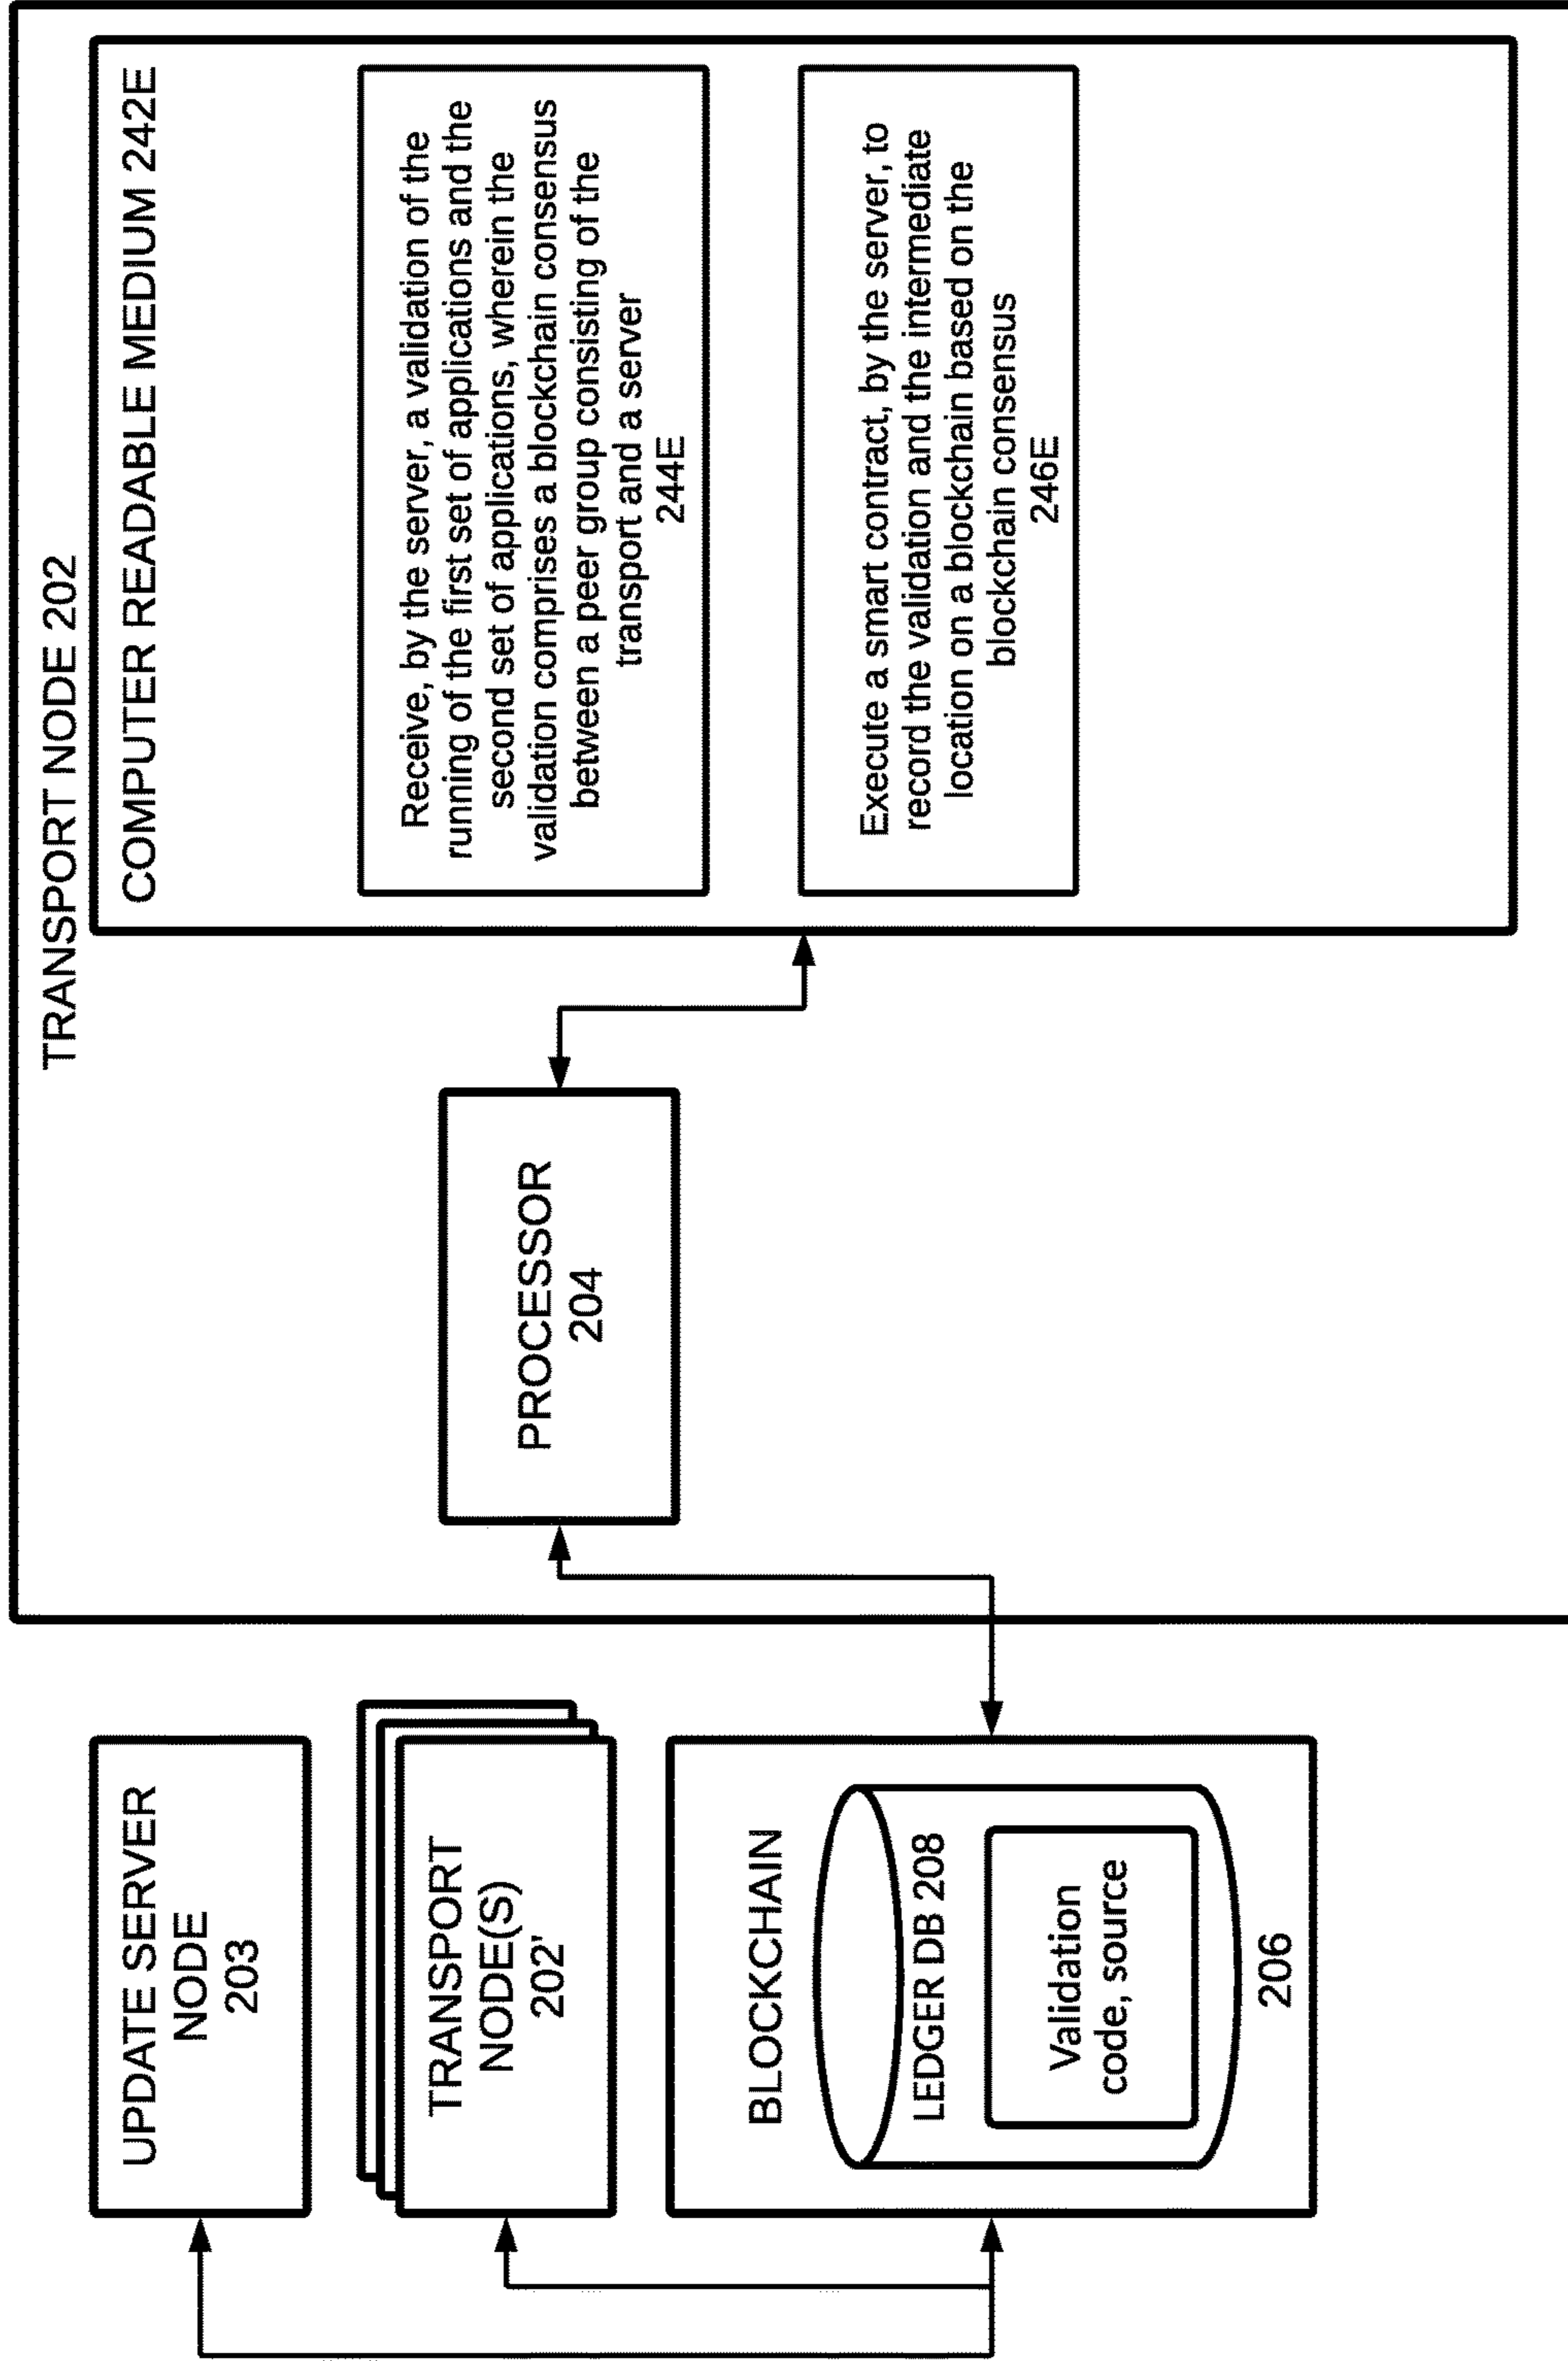 UPDATE SERVER
NODE
203
TRANSPORT
NODE(S)
202'
BLOCKCHAIN
LEDGER DB 208
Validation
code, source
206
TRANSPORT NODE 202
PROCESSOR
204
COMPUTER READABLE MEDIUM 242E
Receive, by the server, a validation of the
running of the first set of applications and the
second set of applications, wherein the
validation comprises a blockchain consensus
between a peer group consisting of the
transport and a server
244E
Execute a smart contract, by the server, to
record the validation and the intermediate
location on a blockchain based on the
blockchain consensus
246E